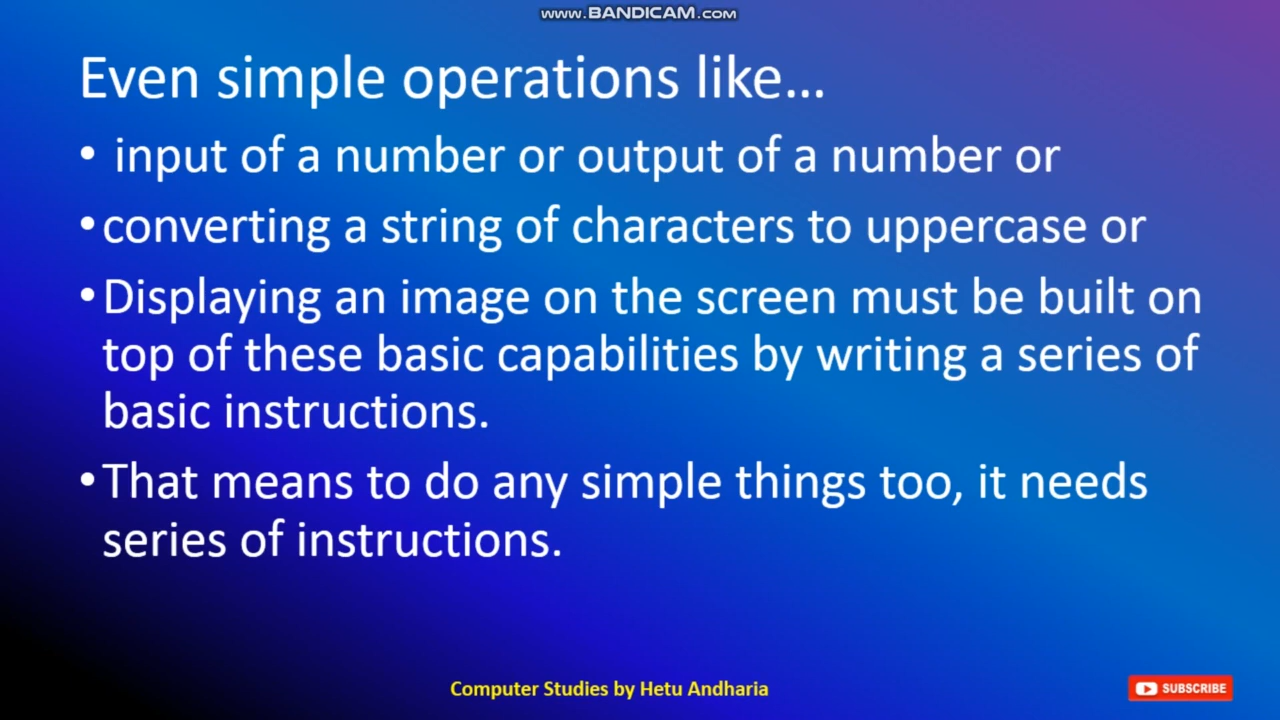 www.BANDICAM.com
Even simple operations like...
• input of a number or output of a number or
• converting a string of characters to uppercase or
• Displaying an image on the screen must be built on
top of these basic capabilities by writing a series of
basic instructions.
• That means to do any simple things too, it needs
series of instructions.
Computer Studies by Hetu Andharia
SUBSCRIBE